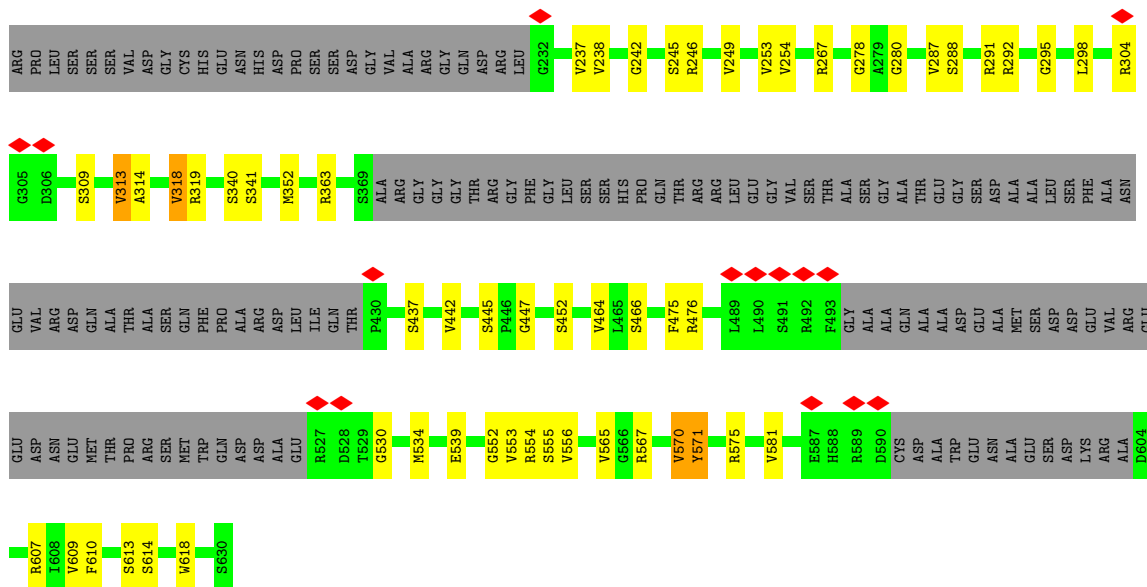 ARG PRO LEU SER SER SER VAL ASP GLY CYS HIS GLU ASN HIS ASP PRO SER SER ASP GLY VAL ALA ARG GLY GLN ASP ARG LEU G232 V237 V238 G242 S245 R246 V249 V253 V254 R267 G278 A279 G280 V287 S288 R291 R292 G295 L298 R304
G305 D306 S309 V313 A314 V318 R319 S340 S341 M352 R363 S369 ALA ARG GLY GLY GLY THR ARG GLY PHE GLY LEU SER SER HIS PRO GLN THR ARG ARG LEU GLU GLY VAL SER THR ALA SER GLY ALA THR GLU GLY SER ASP ALA ALA LEU SER PHE ALA ASN
GLU VAL ARG ASP GLN ALA THR ALA SER GLN PHE PRO ALA ARG ASP LEU ILE GLN THR P430 S437 V442 S445 P446 G447 S452 V464 L465 S466 F475 R476 L489 L490 S491 R492 F493 GLY ALA ALA GLN ALA ALA ASP GLU ALA MET SER ASP ASP GLU VAL ARG GLU
GLU ASP ASN GLU MET THR PRO ARG SER MET TRP GLN ASP ASP ALA GLU R527 D528 T529 G530 M534 E539 G552 V553 R554 S555 V556 V565 G566 R567 V570 Y571 R575 V581 E587 H588 R589 D590 CYS ASP ALA TRP GLU ASN ALA GLU SER ASP LYS ARG ALA D604
R607 I608 V609 F610 S613 S614 W618 S630